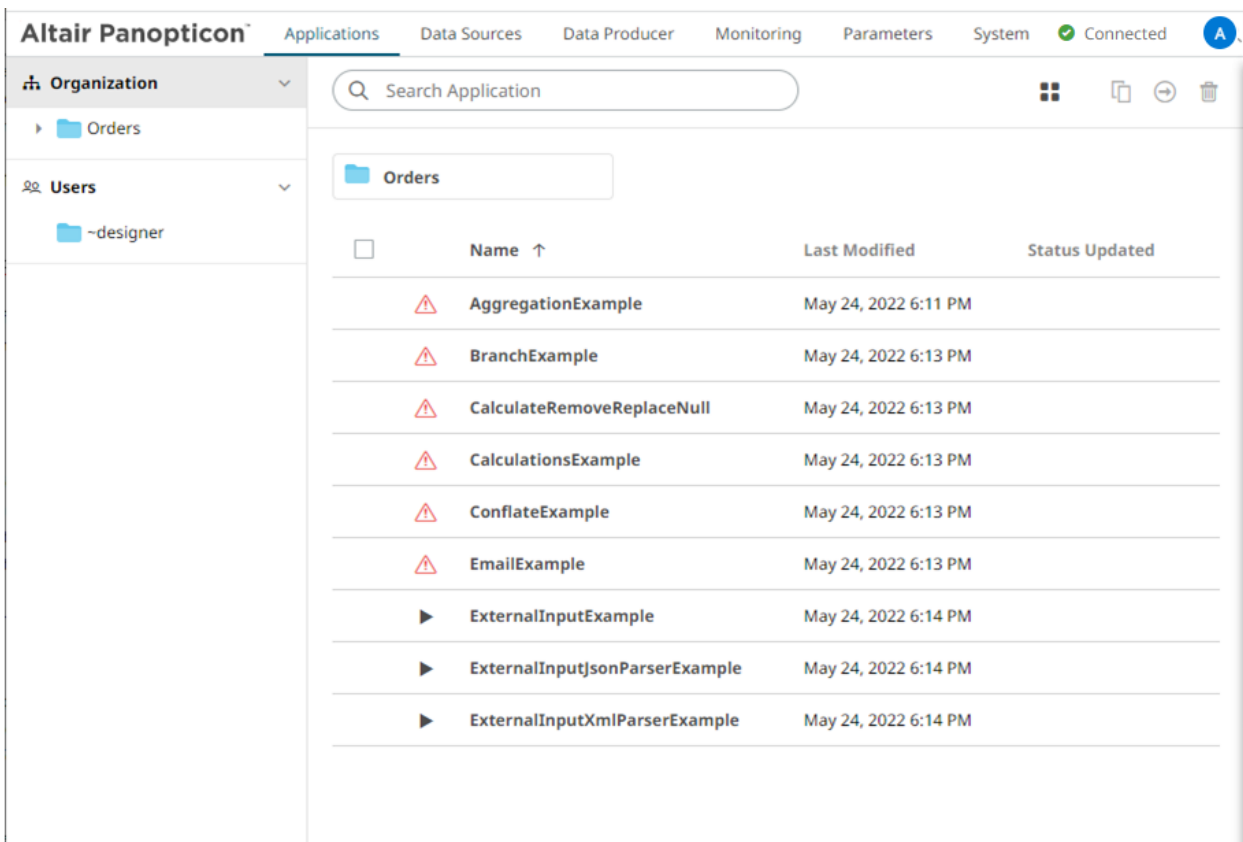 Altair Panopticon™ Applications Data Sources Data Producer Monitoring Parameters System Connected A
Organization
Orders
Users
~designer
Search Application
Orders
Name ↑ Last Modified Status Updated
AggregationExample May 24, 2022 6:11 PM
BranchExample May 24, 2022 6:13 PM
CalculateRemoveReplaceNull May 24, 2022 6:13 PM
CalculationsExample May 24, 2022 6:13 PM
ConflateExample May 24, 2022 6:13 PM
EmailExample May 24, 2022 6:13 PM
ExternalInputExample May 24, 2022 6:14 PM
ExternalInputJsonParserExample May 24, 2022 6:14 PM
ExternalInputXmlParserExample May 24, 2022 6:14 PM